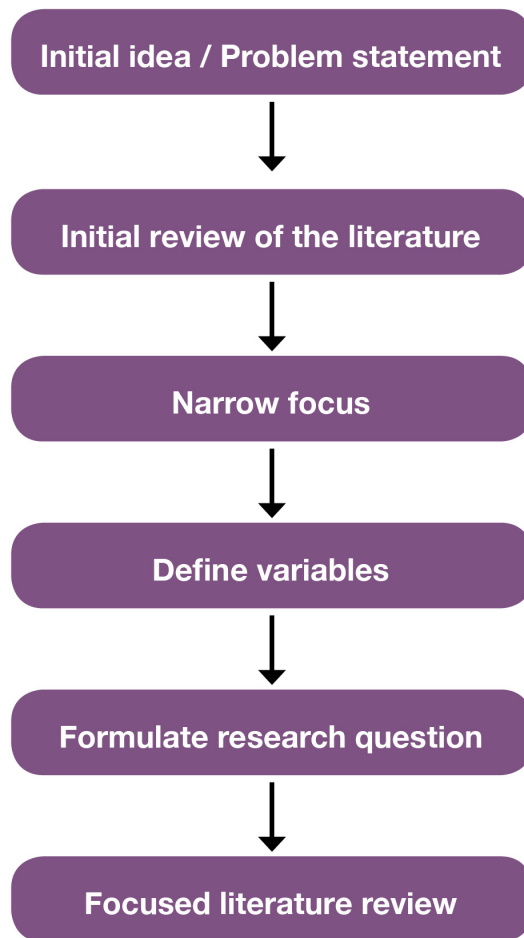 Initial idea / Problem statement
Initial review of the literature
Narrow focus
Define variables
Formulate research question
Focused literature review